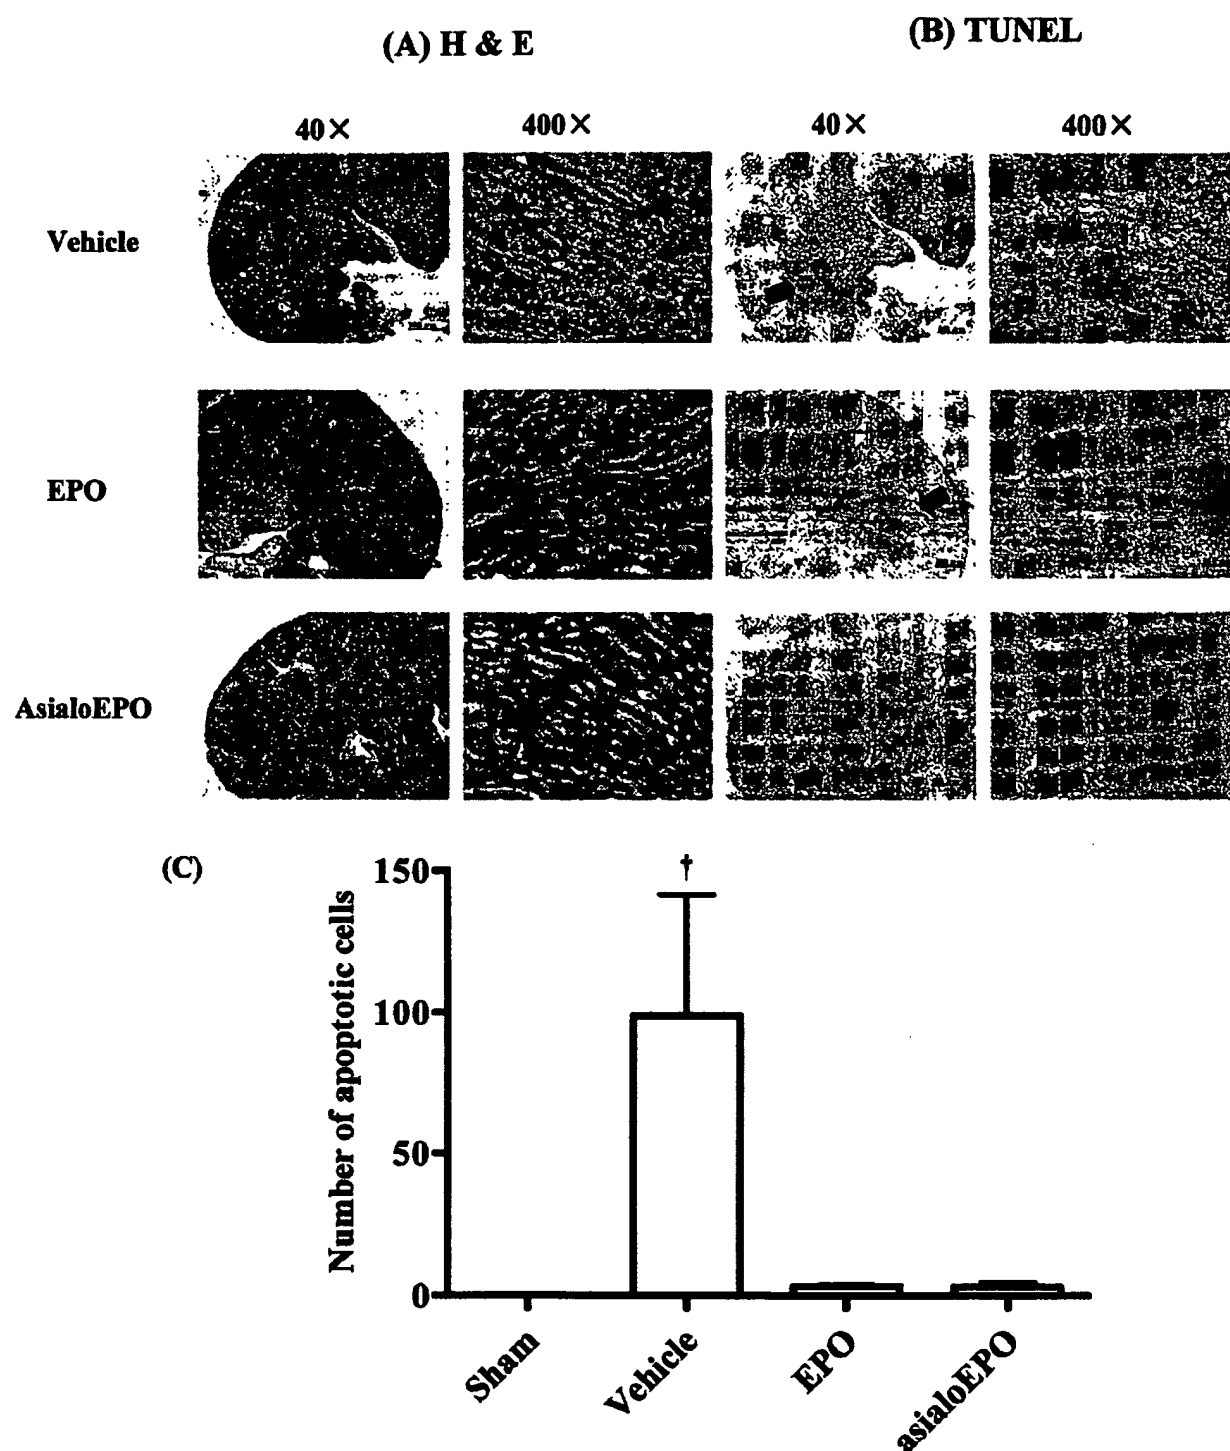 (A) H & E
(B) TUNEL
40×
400×
40×
400×
Vehicle
EPO
AsialoEPO
(C)
†
Number of apoptotic cells
150
100
50
0
Sham
Vehicle
EPO
asialoEPO